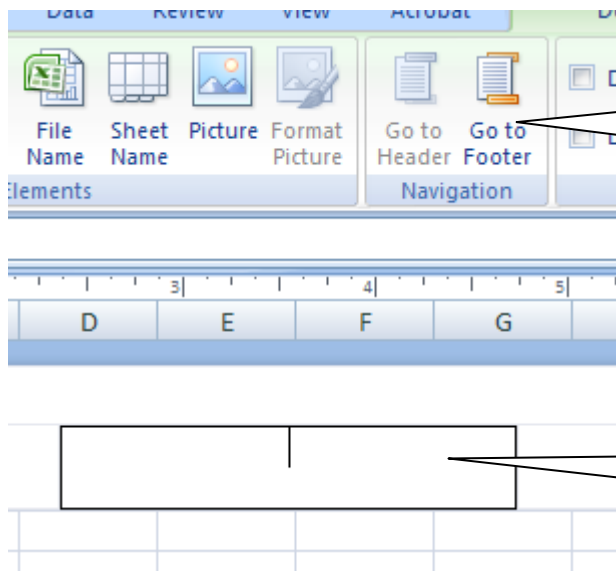 Data Review View Acrobat
File Name Sheet Name Picture Format Picture Go to Header Go to Footer
Elements Navigation
3 4 5
D E F G